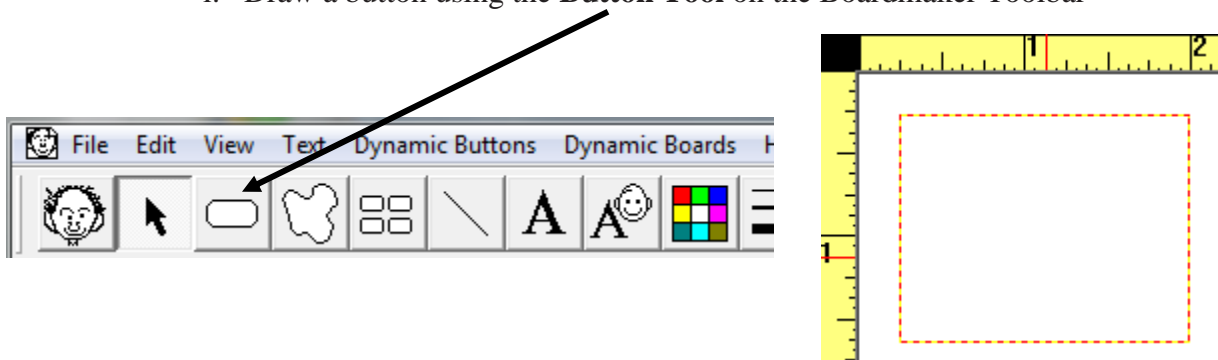 i. Draw a button using the Button Tool on the Boardmaker Toolbar
1 2
File Edit View Text Dynamic Buttons Dynamic Boards
A A
1